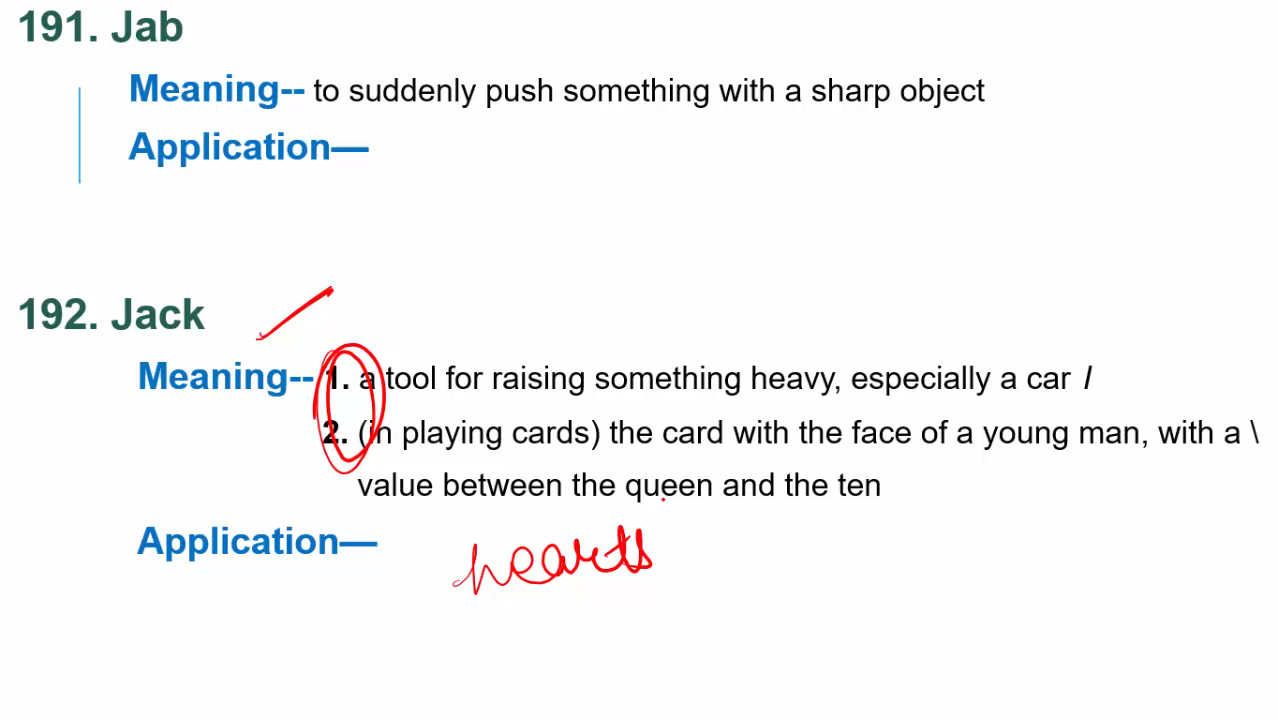 191. Jab
Meaning-- to suddenly push something with a sharp object
Application—
192. Jack
Meaning-- 1. a tool for raising something heavy, especially a car /
2. (in playing cards) the card with the face of a young man, with a \
value between the queen and the ten
Application—
hearts